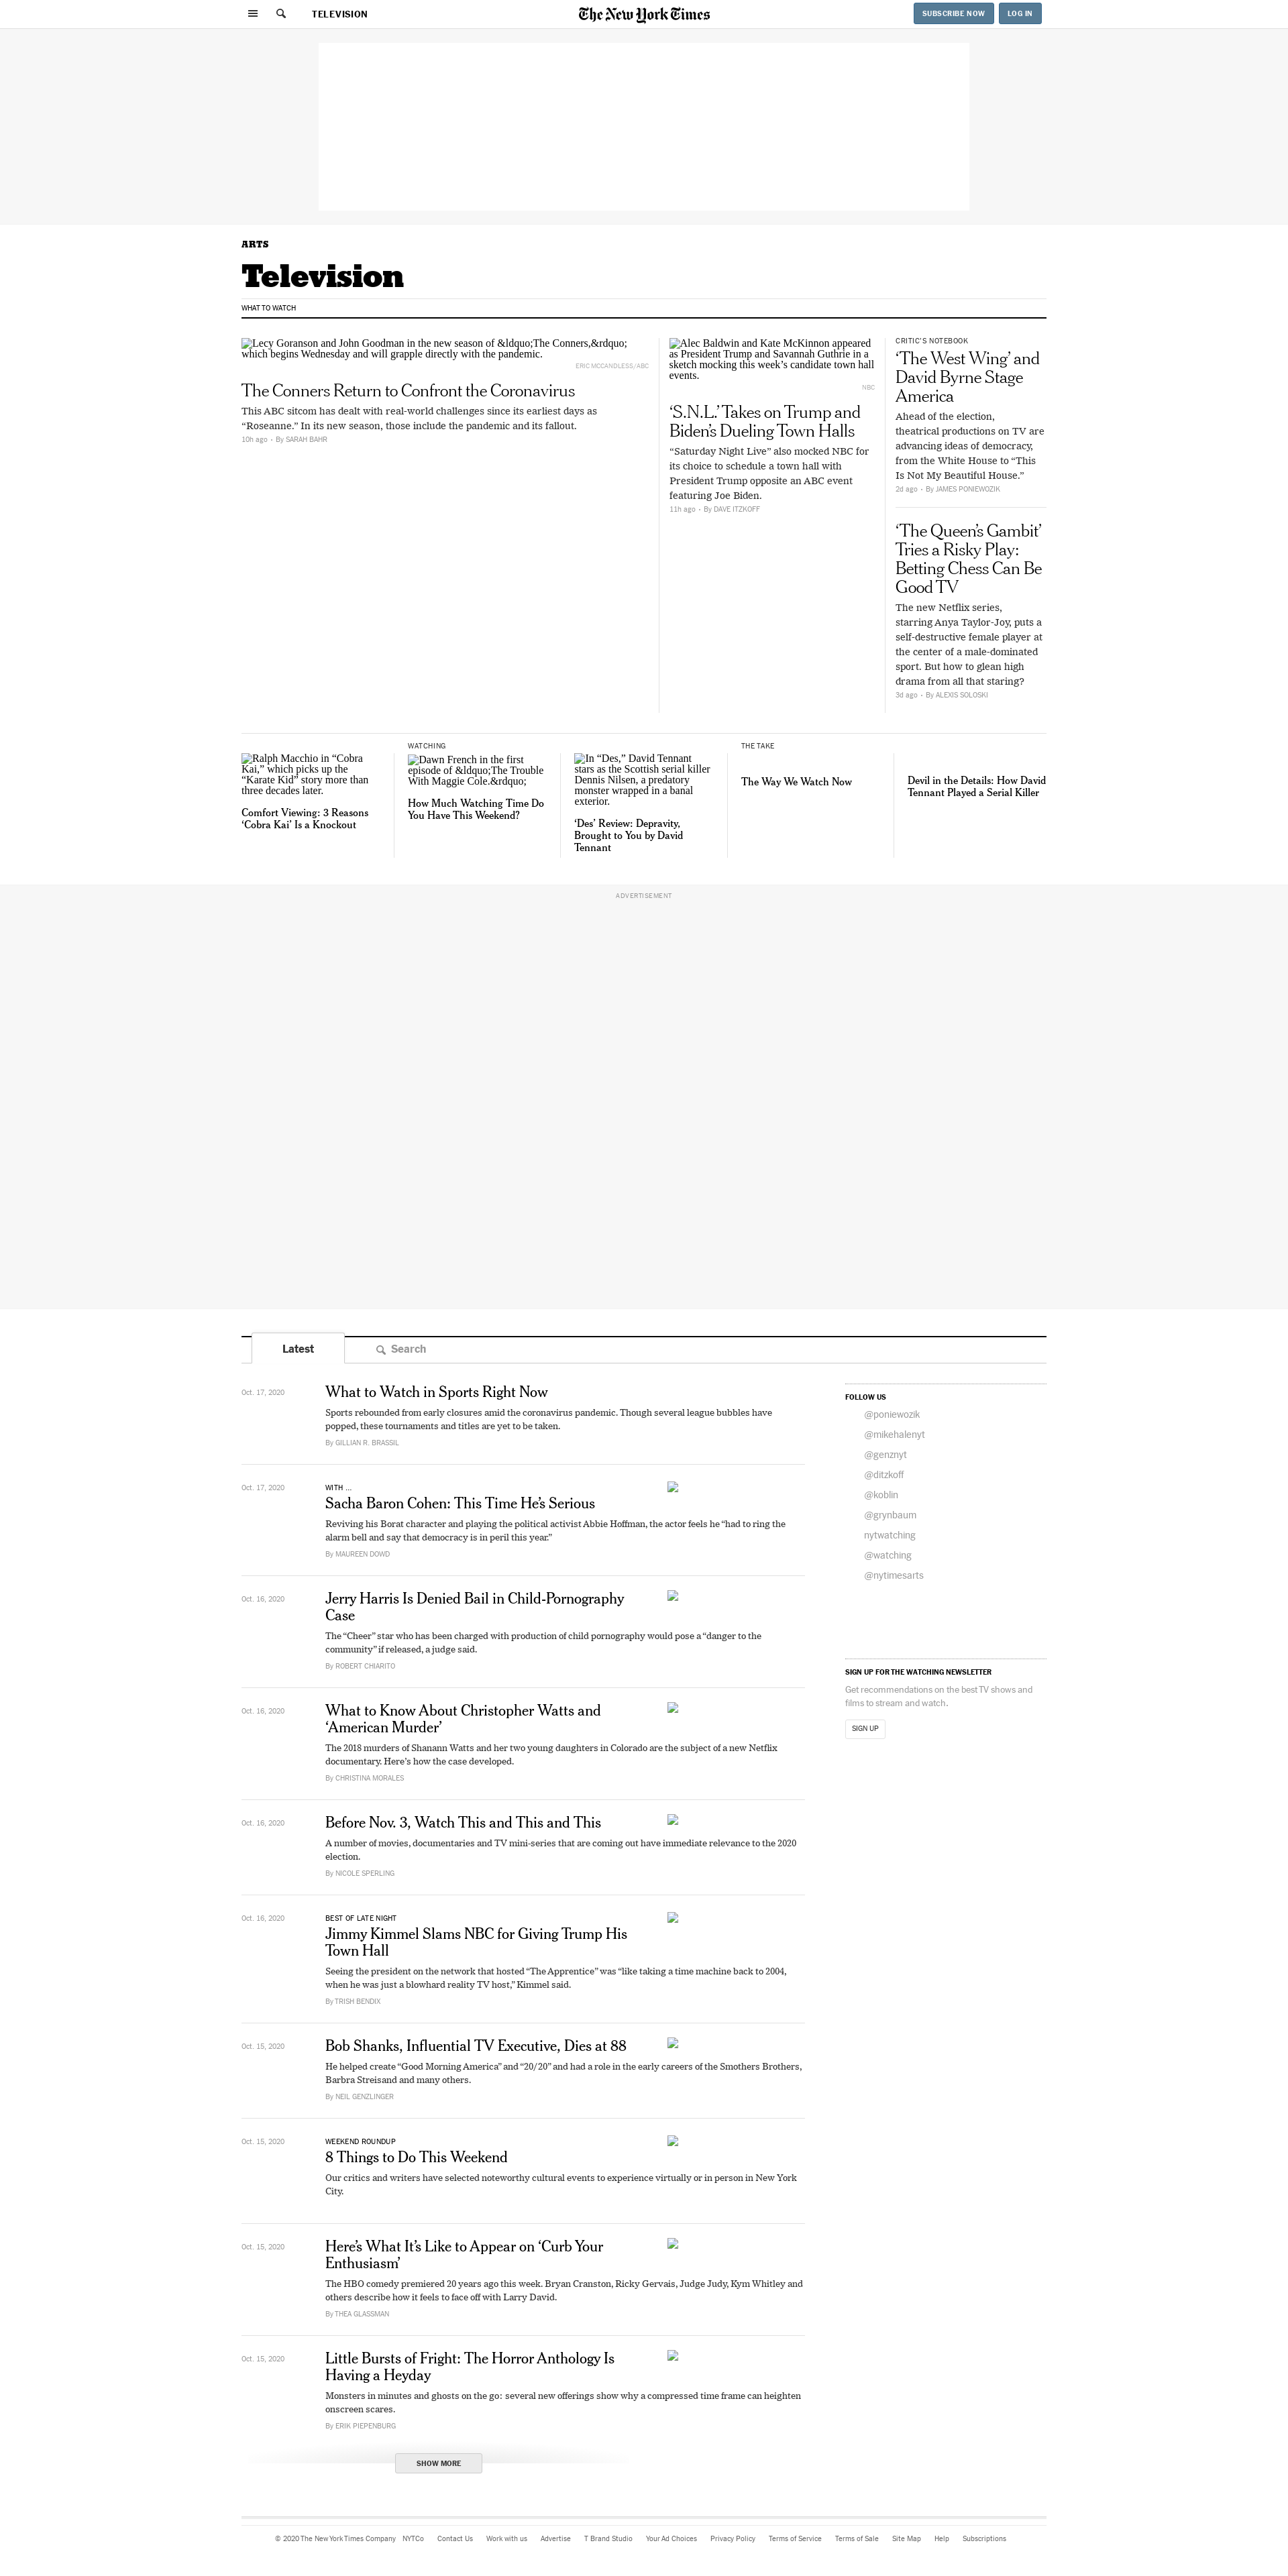 TELEVISION
The New York Times
SUBSCRIBE NOW
LOG IN
ARTS
Television
WHAT TO WATCH
Lecy Goranson and John Goodman in the new season of &ldquo;The Conners,&rdquo;
which begins Wednesday and will grapple directly with the pandemic.
ERIC MCCANDLESS/ABC
The Conners Return to Confront the Coronavirus
This ABC sitcom has dealt with real-world challenges since its earliest days as
“Roseanne.” In its new season, those include the pandemic and its fallout.
10h ago • By SARAH BAHR
Alec Baldwin and Kate McKinnon appeared
as President Trump and Savannah Guthrie in a
sketch mocking this week’s candidate town hall
events.
NBC
‘S.N.L.’ Takes on Trump and
Biden’s Dueling Town Halls
“Saturday Night Live” also mocked NBC for
its choice to schedule a town hall with
President Trump opposite an ABC event
featuring Joe Biden.
11h ago • By DAVE ITZKOFF
CRITIC’S NOTEBOOK
‘The West Wing’ and
David Byrne Stage
America
Ahead of the election,
theatrical productions on TV are
advancing ideas of democracy,
from the White House to “This
Is Not My Beautiful House.”
2d ago • By JAMES PONIEWOZIK
‘The Queen’s Gambit’
Tries a Risky Play:
Betting Chess Can Be
Good TV
The new Netflix series,
starring Anya Taylor-Joy, puts a
self-destructive female player at
the center of a male-dominated
sport. But how to glean high
drama from all that staring?
3d ago • By ALEXIS SOLOSKI
Ralph Macchio in “Cobra
Kai,” which picks up the
“Karate Kid” story more than
three decades later.
Comfort Viewing: 3 Reasons
‘Cobra Kai’ Is a Knockout
WATCHING
Dawn French in the first
episode of &ldquo;The Trouble
With Maggie Cole.&rdquo;
How Much Watching Time Do
You Have This Weekend?
In “Des,” David Tennant
stars as the Scottish serial killer
Dennis Nilsen, a predatory
monster wrapped in a banal
exterior.
‘Des’ Review: Depravity,
Brought to You by David
Tennant
THE TAKE
The Way We Watch Now
Devil in the Details: How David
Tennant Played a Serial Killer
ADVERTISEMENT
Latest
Search
Oct. 17, 2020
What to Watch in Sports Right Now
Sports rebounded from early closures amid the coronavirus pandemic. Though several league bubbles have
popped, these tournaments and titles are yet to be taken.
By GILLIAN R. BRASSIL
Oct. 17, 2020
WITH ...
Sacha Baron Cohen: This Time He’s Serious
Reviving his Borat character and playing the political activist Abbie Hoffman, the actor feels he “had to ring the
alarm bell and say that democracy is in peril this year.”
By MAUREEN DOWD
Oct. 16, 2020
Jerry Harris Is Denied Bail in Child-Pornography
Case
The “Cheer” star who has been charged with production of child pornography would pose a “danger to the
community” if released, a judge said.
By ROBERT CHIARITO
Oct. 16, 2020
What to Know About Christopher Watts and
‘American Murder’
The 2018 murders of Shanann Watts and her two young daughters in Colorado are the subject of a new Netflix
documentary. Here’s how the case developed.
By CHRISTINA MORALES
Oct. 16, 2020
Before Nov. 3, Watch This and This and This
A number of movies, documentaries and TV mini-series that are coming out have immediate relevance to the 2020
election.
By NICOLE SPERLING
Oct. 16, 2020
BEST OF LATE NIGHT
Jimmy Kimmel Slams NBC for Giving Trump His
Town Hall
Seeing the president on the network that hosted “The Apprentice” was “like taking a time machine back to 2004,
when he was just a blowhard reality TV host,” Kimmel said.
By TRISH BENDIX
Oct. 15, 2020
Bob Shanks, Influential TV Executive, Dies at 88
He helped create “Good Morning America” and “20/20” and had a role in the early careers of the Smothers Brothers,
Barbra Streisand and many others.
By NEIL GENZLINGER
Oct. 15, 2020
WEEKEND ROUNDUP
8 Things to Do This Weekend
Our critics and writers have selected noteworthy cultural events to experience virtually or in person in New York
City.
Oct. 15, 2020
Here’s What It’s Like to Appear on ‘Curb Your
Enthusiasm’
The HBO comedy premiered 20 years ago this week. Bryan Cranston, Ricky Gervais, Judge Judy, Kym Whitley and
others describe how it feels to face off with Larry David.
By THEA GLASSMAN
Oct. 15, 2020
Little Bursts of Fright: The Horror Anthology Is
Having a Heyday
Monsters in minutes and ghosts on the go: several new offerings show why a compressed time frame can heighten
onscreen scares.
By ERIK PIEPENBURG
SHOW MORE
FOLLOW US
@poniewozik
@mikehalenyt
@genznyt
@ditzkoff
@koblin
@grynbaum
nytwatching
@watching
@nytimesarts
SIGN UP FOR THE WATCHING NEWSLETTER
Get recommendations on the best TV shows and
films to stream and watch.
SIGN UP
© 2020 The New York Times Company NYTCo Contact Us Work with us Advertise T Brand Studio Your Ad Choices Privacy Policy Terms of Service Terms of Sale Site Map Help Subscriptions